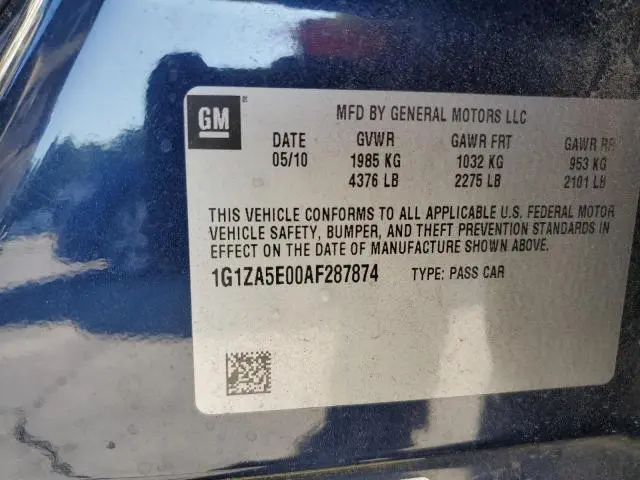 GM
MFD BY GENERAL MOTORS LLC
DATE GVWR GAWR FRT GAWR RR
05/10 1985 KG 1032 KG 953 KG
4376 LB 2275 LB 2101 LB
THIS VEHICLE CONFORMS TO ALL APPLICABLE U.S. FEDERAL MOTOR
VEHICLE SAFETY, BUMPER, AND THEFT PREVENTION STANDARDS IN
EFFECT ON THE DATE OF MANUFACTURE SHOWN ABOVE.
1G1ZA5E00AF287874 TYPE: PASS CAR